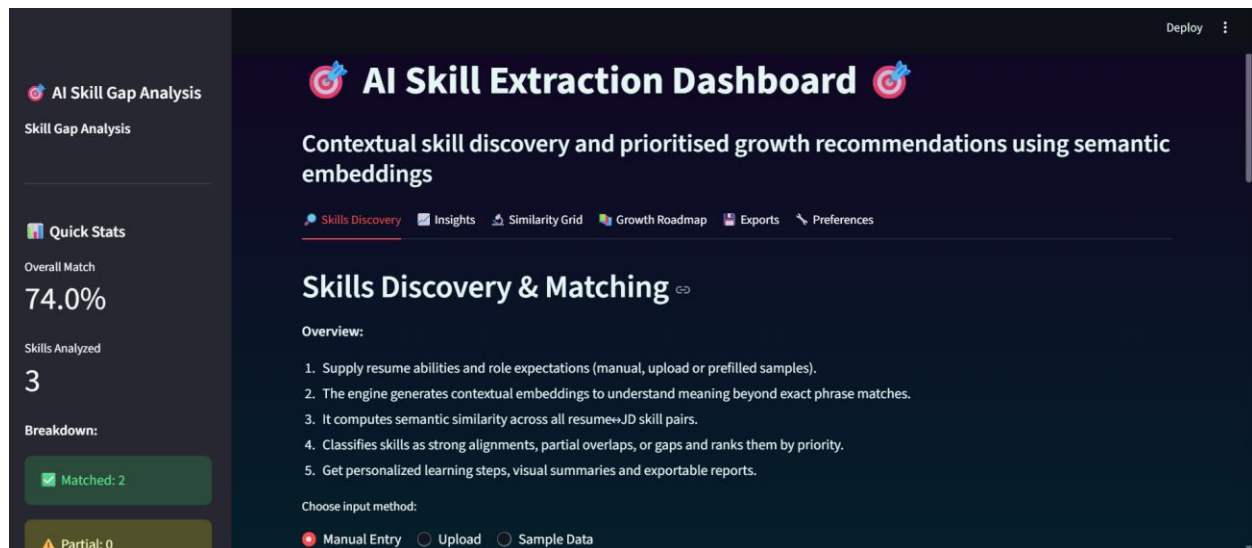 Deploy
AI Skill Gap Analysis
Skill Gap Analysis
Quick Stats
Overall Match
74.0%
Skills Analyzed
3
Breakdown:
Matched: 2
Partial: 0
AI Skill Extraction Dashboard
Contextual skill discovery and prioritised growth recommendations using semantic
embeddings
Skills Discovery Insights Similarity Grid Growth Roadmap Exports Preferences
Skills Discovery & Matching
Overview:
1. Supply resume abilities and role expectations (manual, upload or prefilled samples).
2. The engine generates contextual embeddings to understand meaning beyond exact phrase matches.
3. It computes semantic similarity across all resume↔JD skill pairs.
4. Classifies skills as strong alignments, partial overlaps, or gaps and ranks them by priority.
5. Get personalized learning steps, visual summaries and exportable reports.
Choose input method:
Manual Entry Upload Sample Data